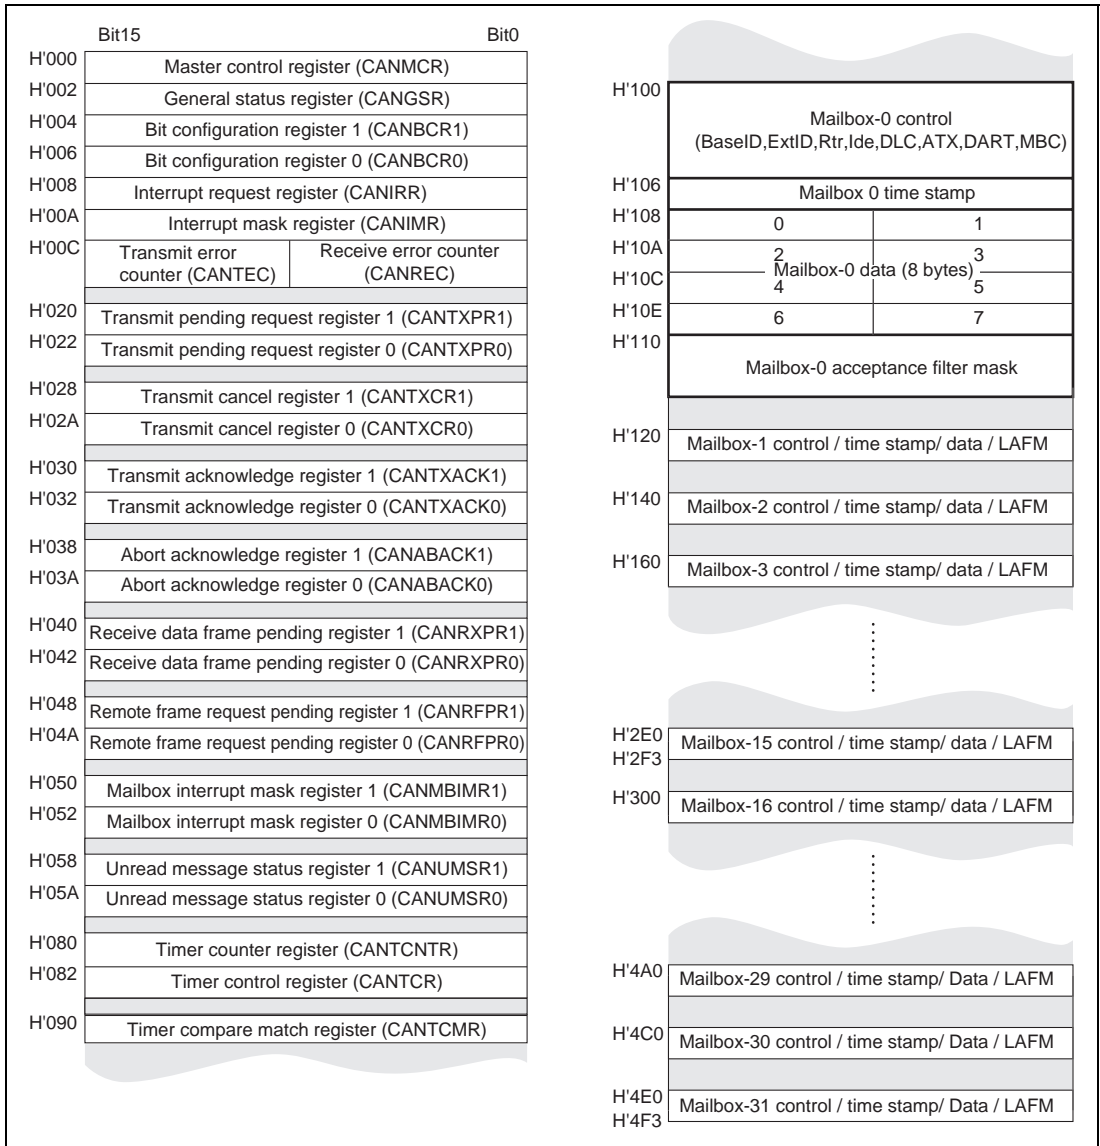 Bit15 Bit0
H'000 Master control register (CANMCR)
H'002 General status register (CANGSR)
H'004 Bit configuration register 1 (CANBCR1)
H'006 Bit configuration register 0 (CANBCR0)
H'008 Interrupt request register (CANIRR)
H'00A Interrupt mask register (CANIMR)
H'00C Transmit error counter (CANTEC) Receive error counter (CANREC)
H'020 Transmit pending request register 1 (CANTXPR1)
H'022 Transmit pending request register 0 (CANTXPR0)
H'028 Transmit cancel register 1 (CANTXCR1)
H'02A Transmit cancel register 0 (CANTXCR0)
H'030 Transmit acknowledge register 1 (CANTXACK1)
H'032 Transmit acknowledge register 0 (CANTXACK0)
H'038 Abort acknowledge register 1 (CANABACK1)
H'03A Abort acknowledge register 0 (CANABACK0)
H'040 Receive data frame pending register 1 (CANRXPR1)
H'042 Receive data frame pending register 0 (CANRXPR0)
H'048 Remote frame request pending register 1 (CANRFPR1)
H'04A Remote frame request pending register 0 (CANRFPR0)
H'050 Mailbox interrupt mask register 1 (CANMBIMR1)
H'052 Mailbox interrupt mask register 0 (CANMBIMR0)
H'058 Unread message status register 1 (CANUMSR1)
H'05A Unread message status register 0 (CANUMSR0)
H'080 Timer counter register (CANTCNTR)
H'082 Timer control register (CANTCR)
H'090 Timer compare match register (CANTCMR)
H'100 Mailbox-0 control
(BaseID,ExtID,Rtr,Ide,DLC,ATX,DART,MBC)
H'106 Mailbox 0 time stamp
H'108 0 1
H'10A 2 3
Mailbox-0 data (8 bytes)
H'10C 4 5
H'10E 6 7
H'110 Mailbox-0 acceptance filter mask
H'120 Mailbox-1 control / time stamp/ data / LAFM
H'140 Mailbox-2 control / time stamp/ data / LAFM
H'160 Mailbox-3 control / time stamp/ data / LAFM
H'2E0 Mailbox-15 control / time stamp/ data / LAFM
H'2F3
H'300 Mailbox-16 control / time stamp/ data / LAFM
H'4A0 Mailbox-29 control / time stamp/ Data / LAFM
H'4C0 Mailbox-30 control / time stamp/ Data / LAFM
H'4E0 Mailbox-31 control / time stamp/ Data / LAFM
H'4F3